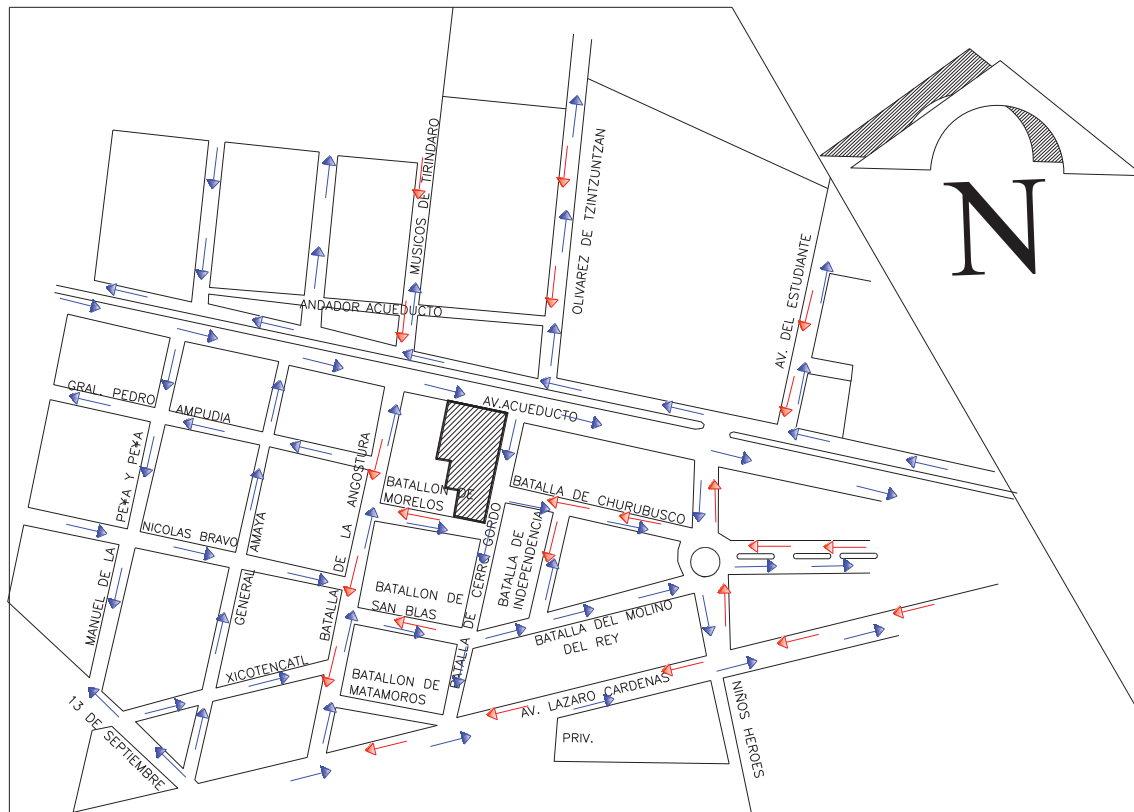 MUSICOS DE TIRINDARO
OLIVAREZ DE TZINTZUNTZAN
N
AV. DEL ESTUDIANTE
ANDADOR ACUEDUCTO
GRAL. PEDRO
AMPUDIA
AV.ACUEDUCTO
MANUEL DE LA
PEÝA Y PEÝA
NICOLAS BRAVO
GENERAL
AMAYA
BATALLA DE LA ANGOSTURA
BATALLON DE
MORELOS
BATALLA DE CHURUBUSCO
BATALLA DE CERRO GORDO
BATALLA DE
INDEPENDENCIA
BATALLON DE
SAN BLAS
BATALLA DEL MOLINO
DEL REY
XICOTENCATL
BATALLON DE
MATAMOROS
AV. LAZARO CARDENAS
13 DE SEPTIEMBRE
PRIV.
NIÑOS HEROES